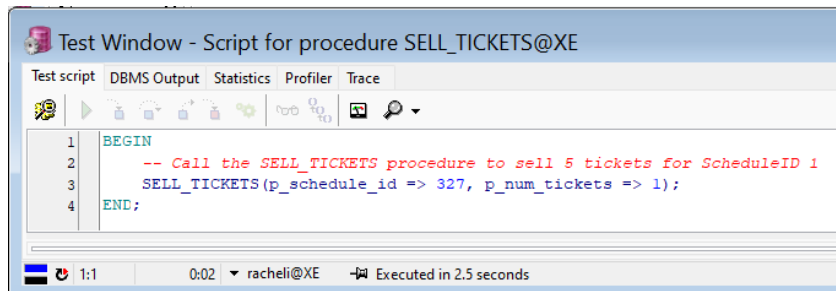 Test Window - Script for procedure SELL_TICKETS@XE
Test script DBMS Output Statistics Profiler Trace
1 BEGIN
2 -- Call the SELL_TICKETS procedure to sell 5 tickets for ScheduleID 1
3 SELL_TICKETS(p_schedule_id => 327, p_num_tickets => 1);
4 END;
1:1 0:02 racheli@XE Executed in 2.5 seconds